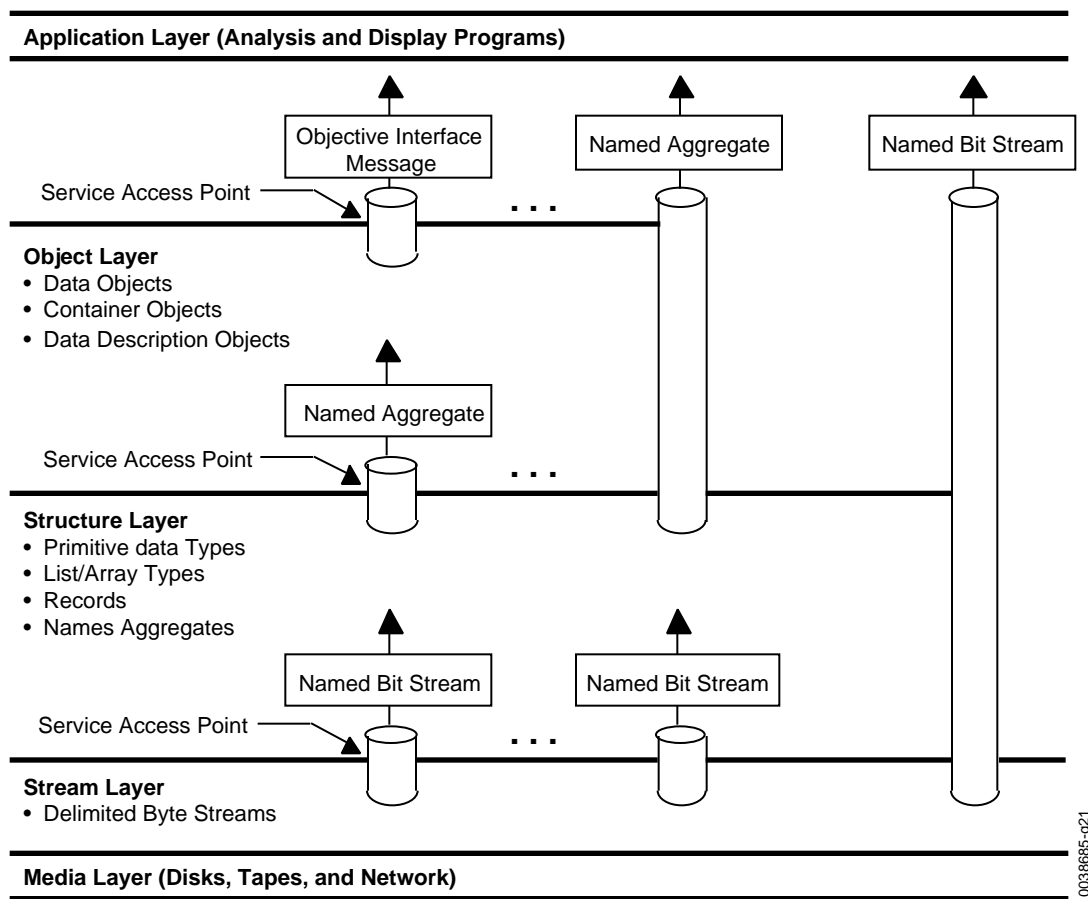 Application Layer (Analysis and Display Programs)
Objective Interface
Message
Named Aggregate
Named Bit Stream
Service Access Point
. . .
Object Layer
• Data Objects
• Container Objects
• Data Description Objects
Named Aggregate
Service Access Point
. . .
Structure Layer
• Primitive data Types
• List/Array Types
• Records
• Names Aggregates
Named Bit Stream
Named Bit Stream
Service Access Point
. . .
Stream Layer
• Delimited Byte Streams
Media Layer (Disks, Tapes, and Network)
0038685-g21